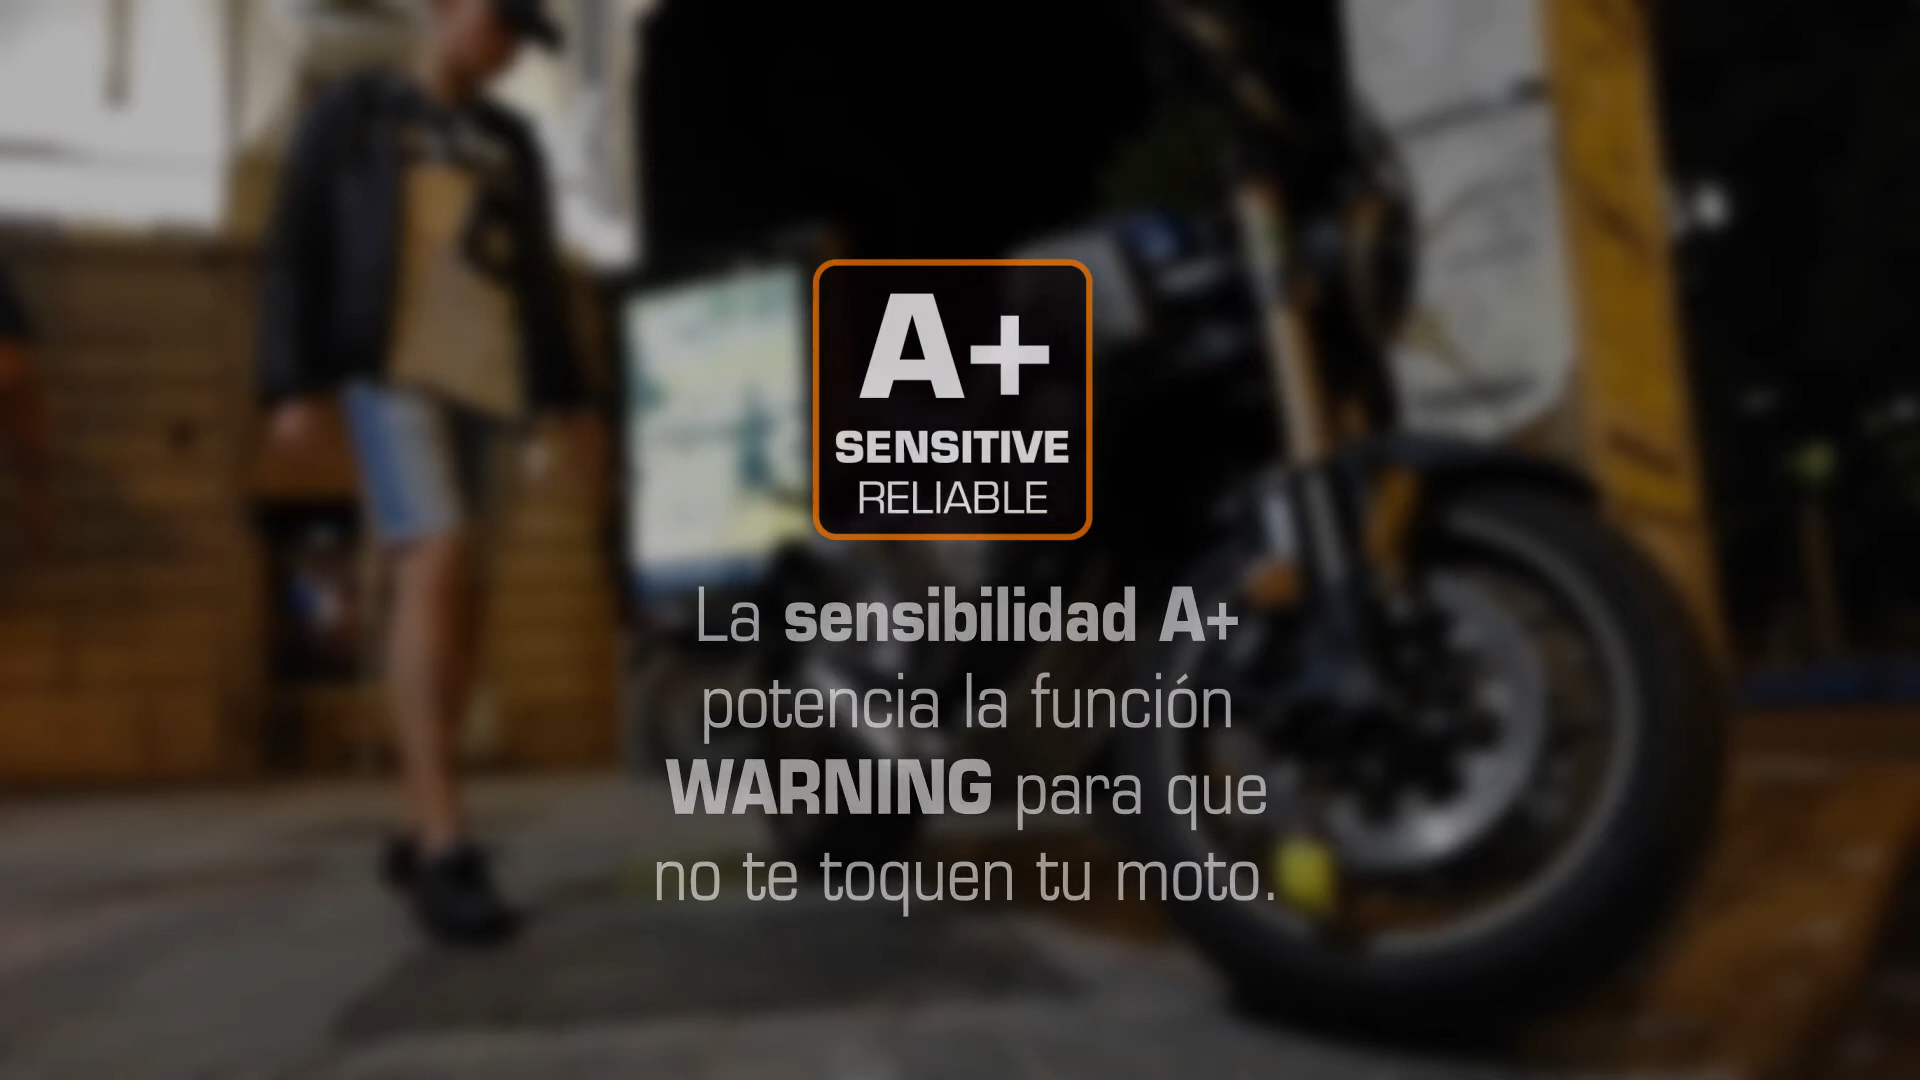 A+
SENSITIVE
RELIABLE
La sensibilidad A+
potencia la función
WARNING para que
no te toquen tu moto.